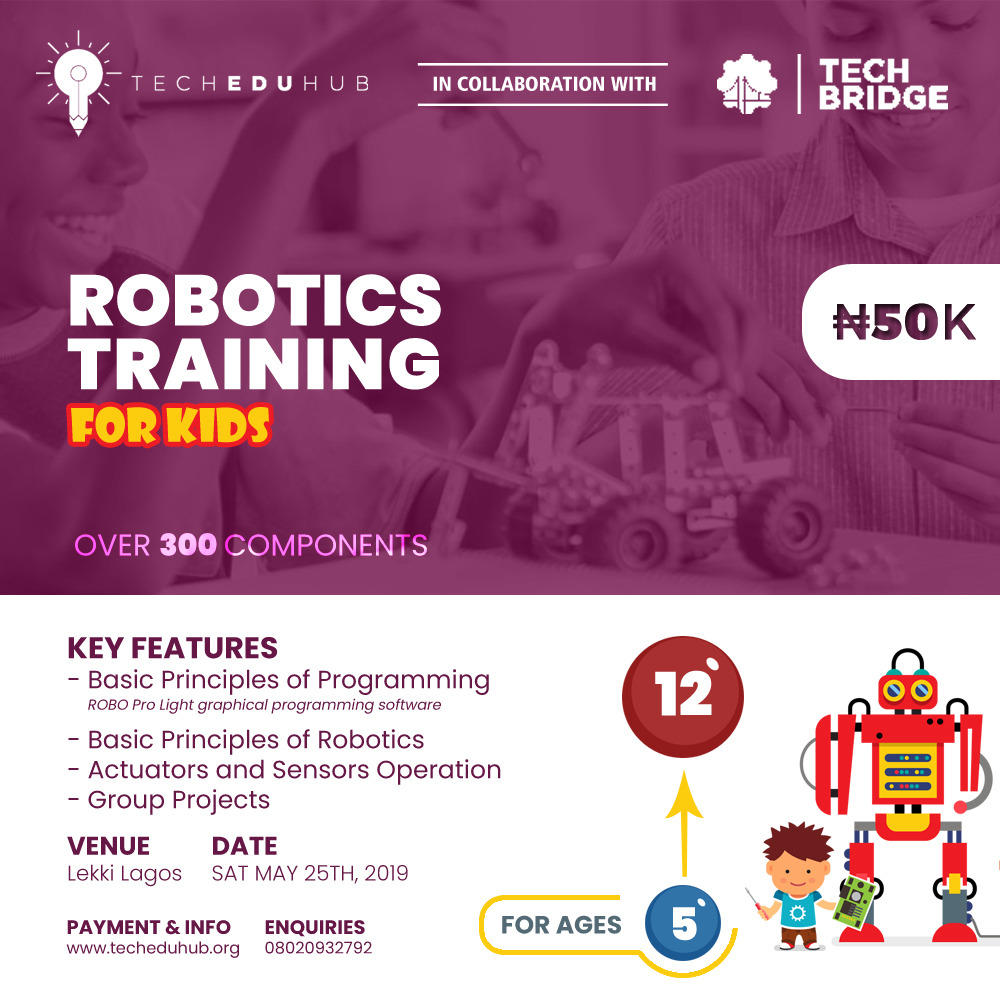 TECHEDUHUB
IN COLLABORATION WITH
TECH
BRIDGE
ROBOTICS
TRAINING
FOR KIDS
₦50K
OVER 300 COMPONENTS
KEY FEATURES
- Basic Principles of Programming
ROBO Pro Light graphical programming software
- Basic Principles of Robotics
- Actuators and Sensors Operation
- Group Projects
12
VENUE DATE
Lekki Lagos SAT MAY 25TH, 2019
FOR AGES 5
PAYMENT & INFO ENQUIRIES
www.techeduhub.org 08020932792